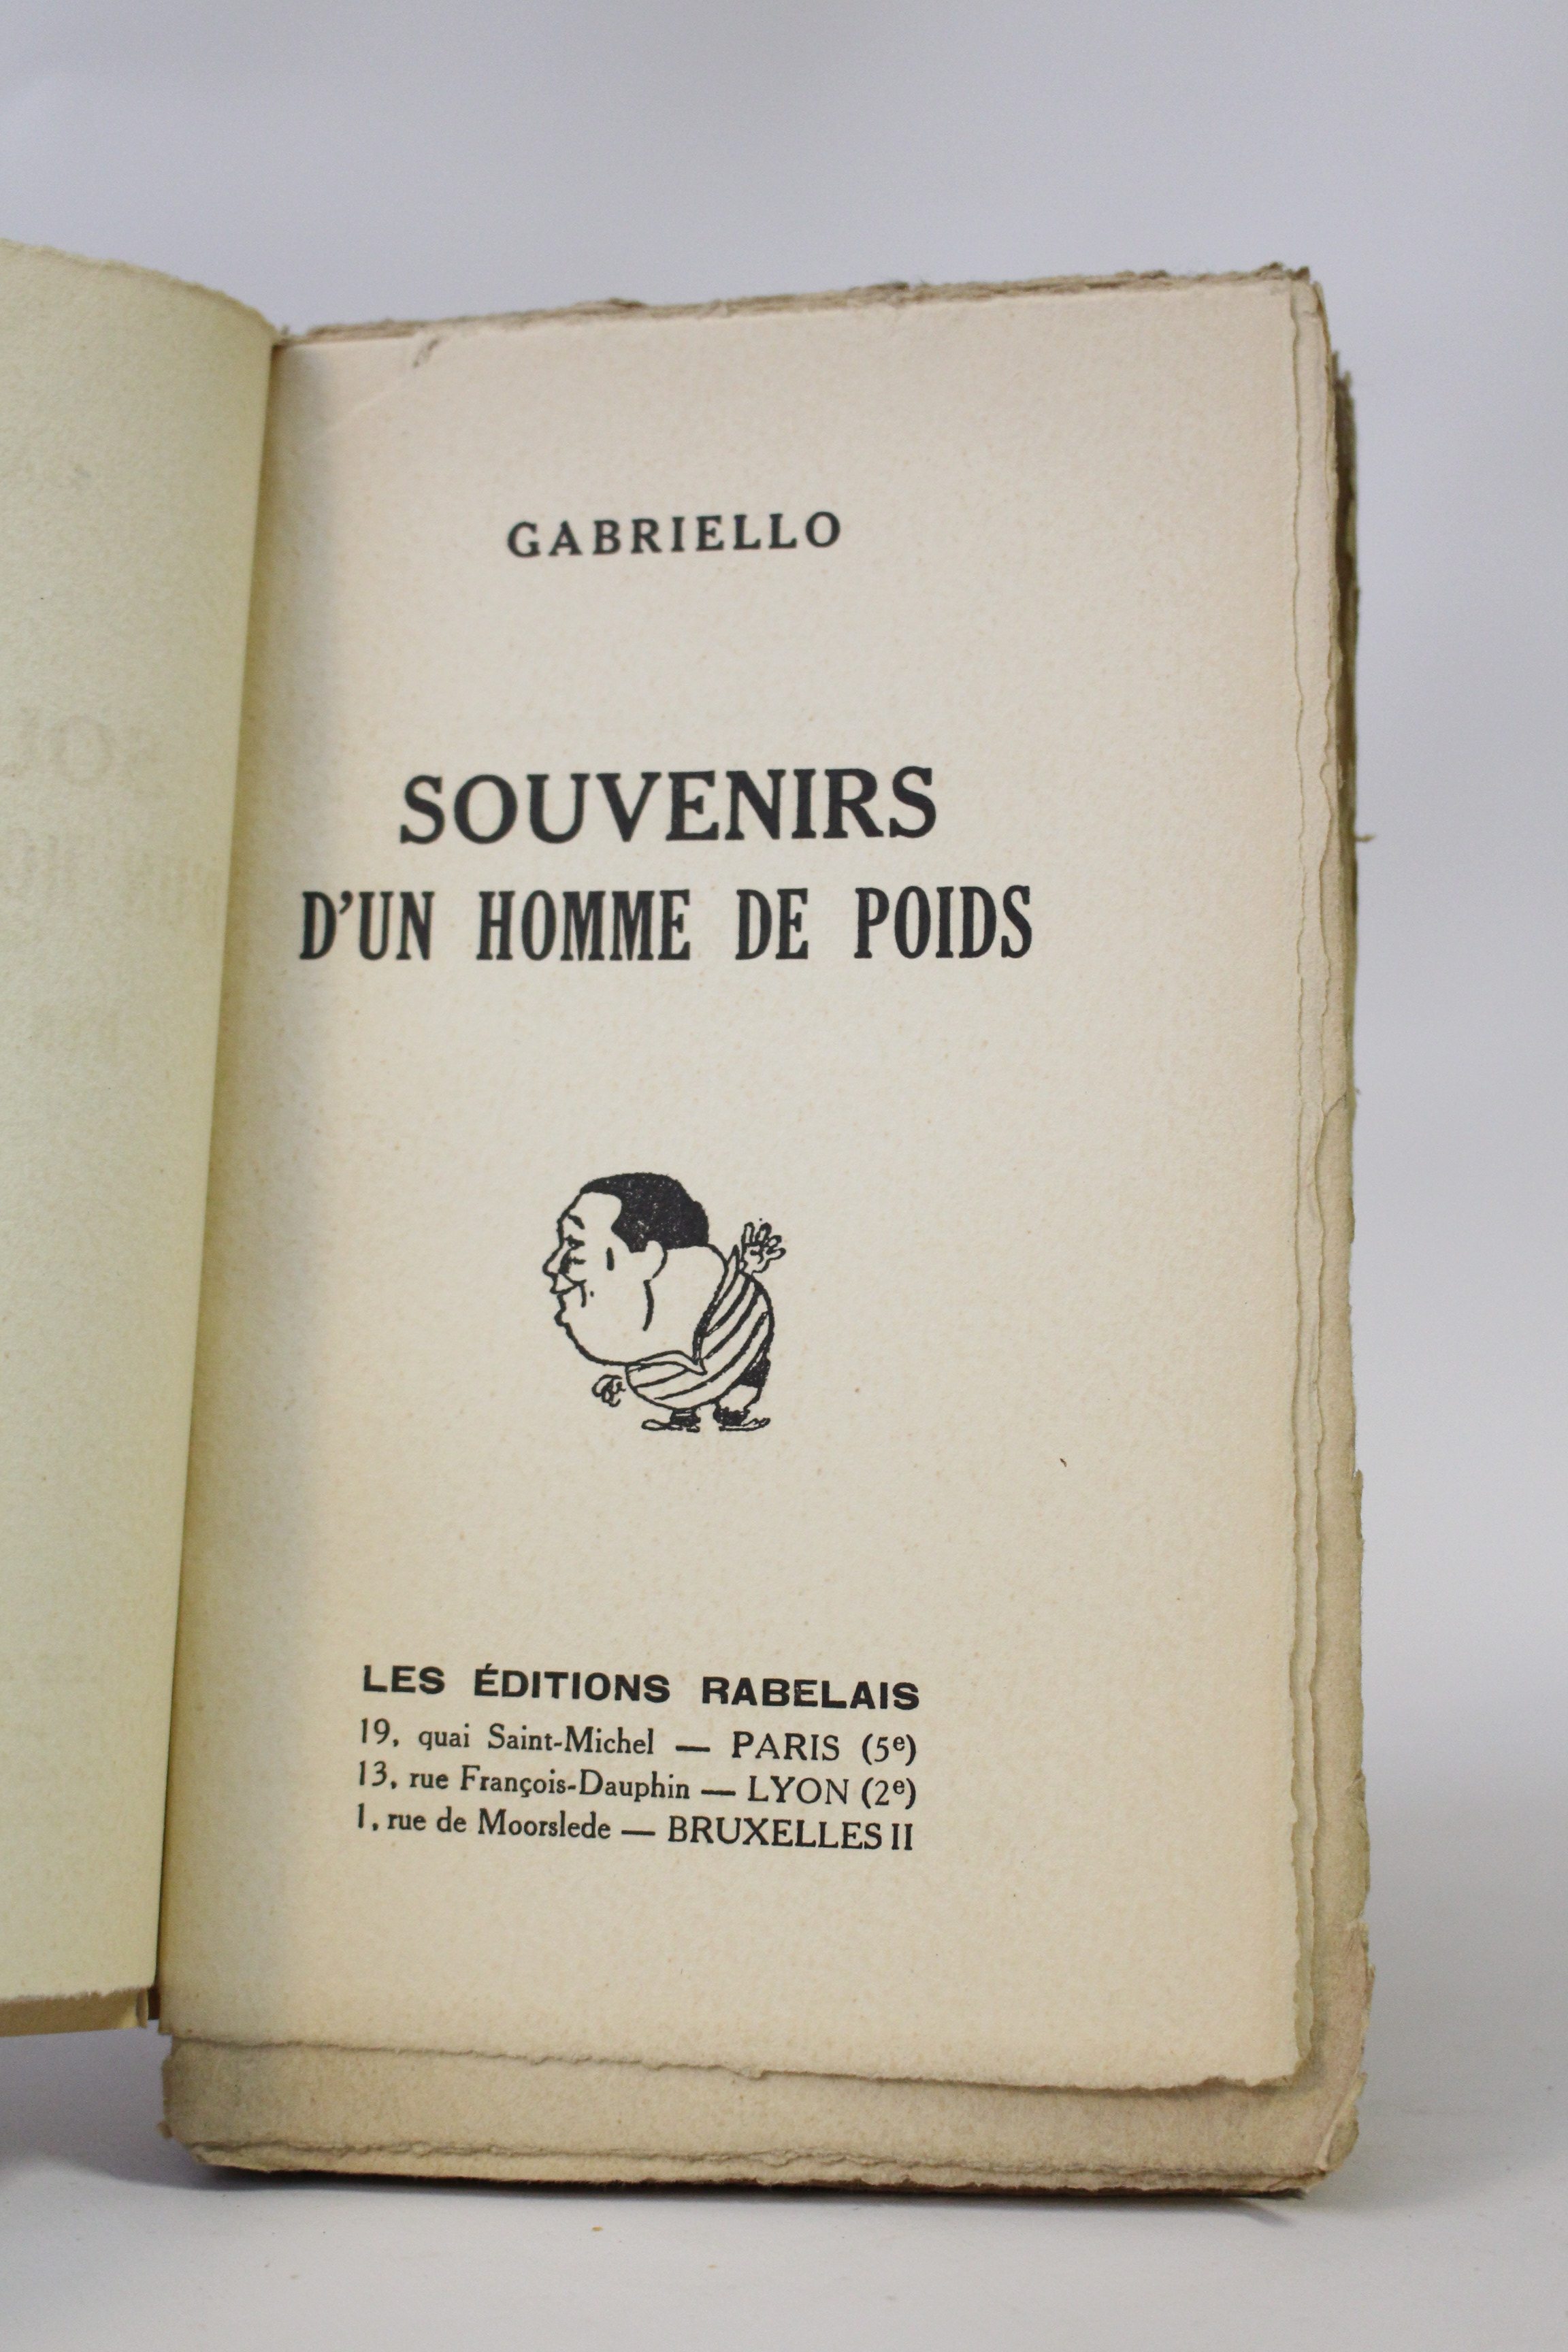 GABRIELLO
SOUVENIRS
D'UN HOMME DE POIDS
LES ÉDITIONS RABELAIS
19, quai Saint-Michel — PARIS (5e)
13, rue François-Dauphin — LYON (2e)
1, rue de Moorslede — BRUXELLES II